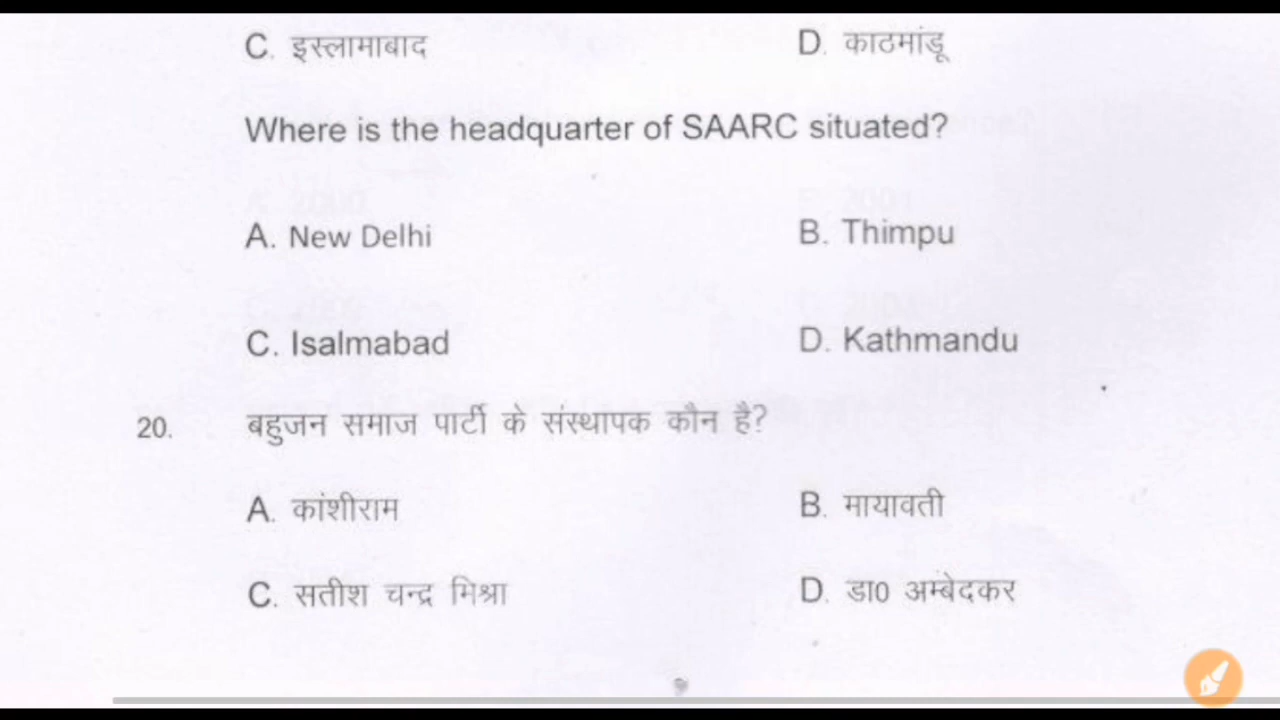 C. इस्लामाबाद D. काठमांडू
Where is the headquarter of SAARC situated?
A. New Delhi B. Thimpu
C. Isalmabad D. Kathmandu
20. बहुजन समाज पार्टी के संस्थापक कौन है?
A. कांशीराम B. मायावती
C. सतीश चन्द्र मिश्रा D. डा0 अम्बेदकर